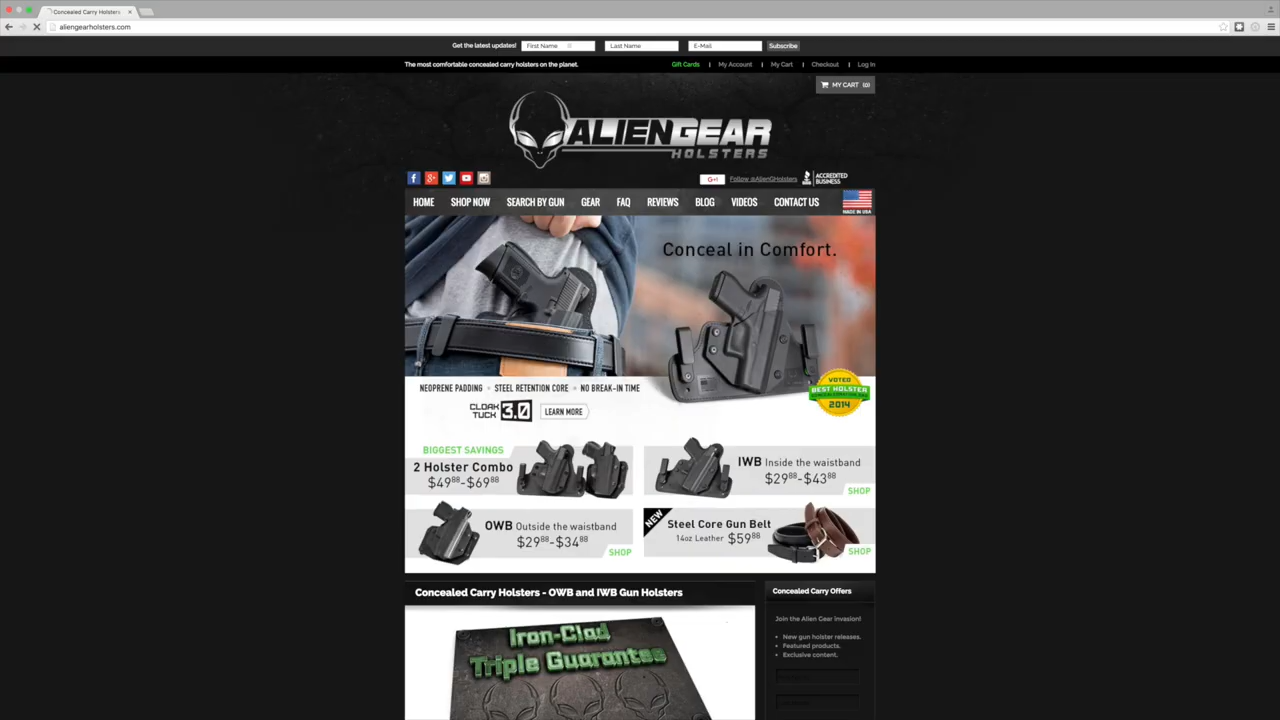 Concealed Carry Holsters
aliengearholsters.com
Get the latest updates! First Name Last Name E-Mail Subscribe
The most comfortable concealed carry holsters on the planet. Gift Cards | My Account | My Cart | Checkout | Log In
MY CART (0)
ALIENGEAR
HOLSTERS
G+1 Follow @AlienGHolsters ACCREDITED
BUSINESS
HOME SHOP NOW SEARCH BY GUN GEAR FAQ REVIEWS BLOG VIDEOS CONTACT US
MADE IN USA
Conceal in Comfort.
NEOPRENE PADDING • STEEL RETENTION CORE • NO BREAK-IN TIME
CLOAK
TUCK 3.0 LEARN MORE
VOTED
BEST HOLSTER
2014
BIGGEST SAVINGS
2 Holster Combo
$49.88-$69.88
IWB Inside the waistband
$29.88-$43.88
SHOP
OWB Outside the waistband
$29.88-$34.88
SHOP
NEW
Steel Core Gun Belt
14oz Leather $59.88
SHOP
Concealed Carry Holsters - OWB and IWB Gun Holsters
Iron-Clad
Triple Guarantee
Concealed Carry Offers
Join the Alien Gear Invasion!
• New gun holster releases.
• Featured products.
• Exclusive content.